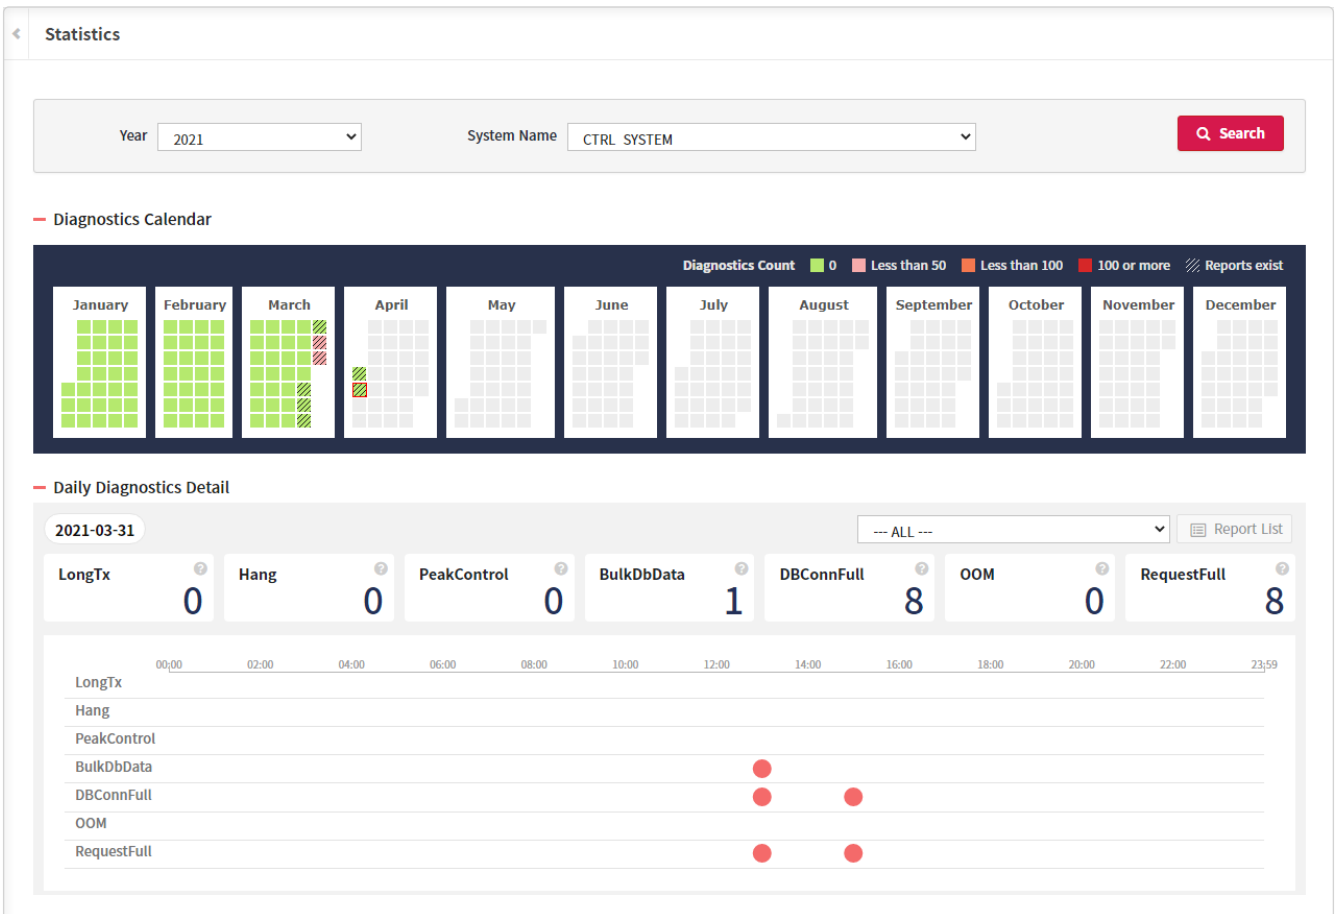 Statistics
Year 2021 System Name CTRL SYSTEM Search
Diagnostics Calendar
Diagnostics Count 0 Less than 50 Less than 100 100 or more Reports exist
January February March April May June July August September October November December
Daily Diagnostics Detail
2021-03-31 --- ALL --- Report List
LongTx ? Hang ? PeakControl ? BulkDbData ? DBConnFull ? OOM ? RequestFull ?
0 0 0 1 8 0 8
00:00 02:00 04:00 06:00 08:00 10:00 12:00 14:00 16:00 18:00 20:00 22:00 23:59
LongTx
Hang
PeakControl
BulkDbData
DBConnFull
OOM
RequestFull